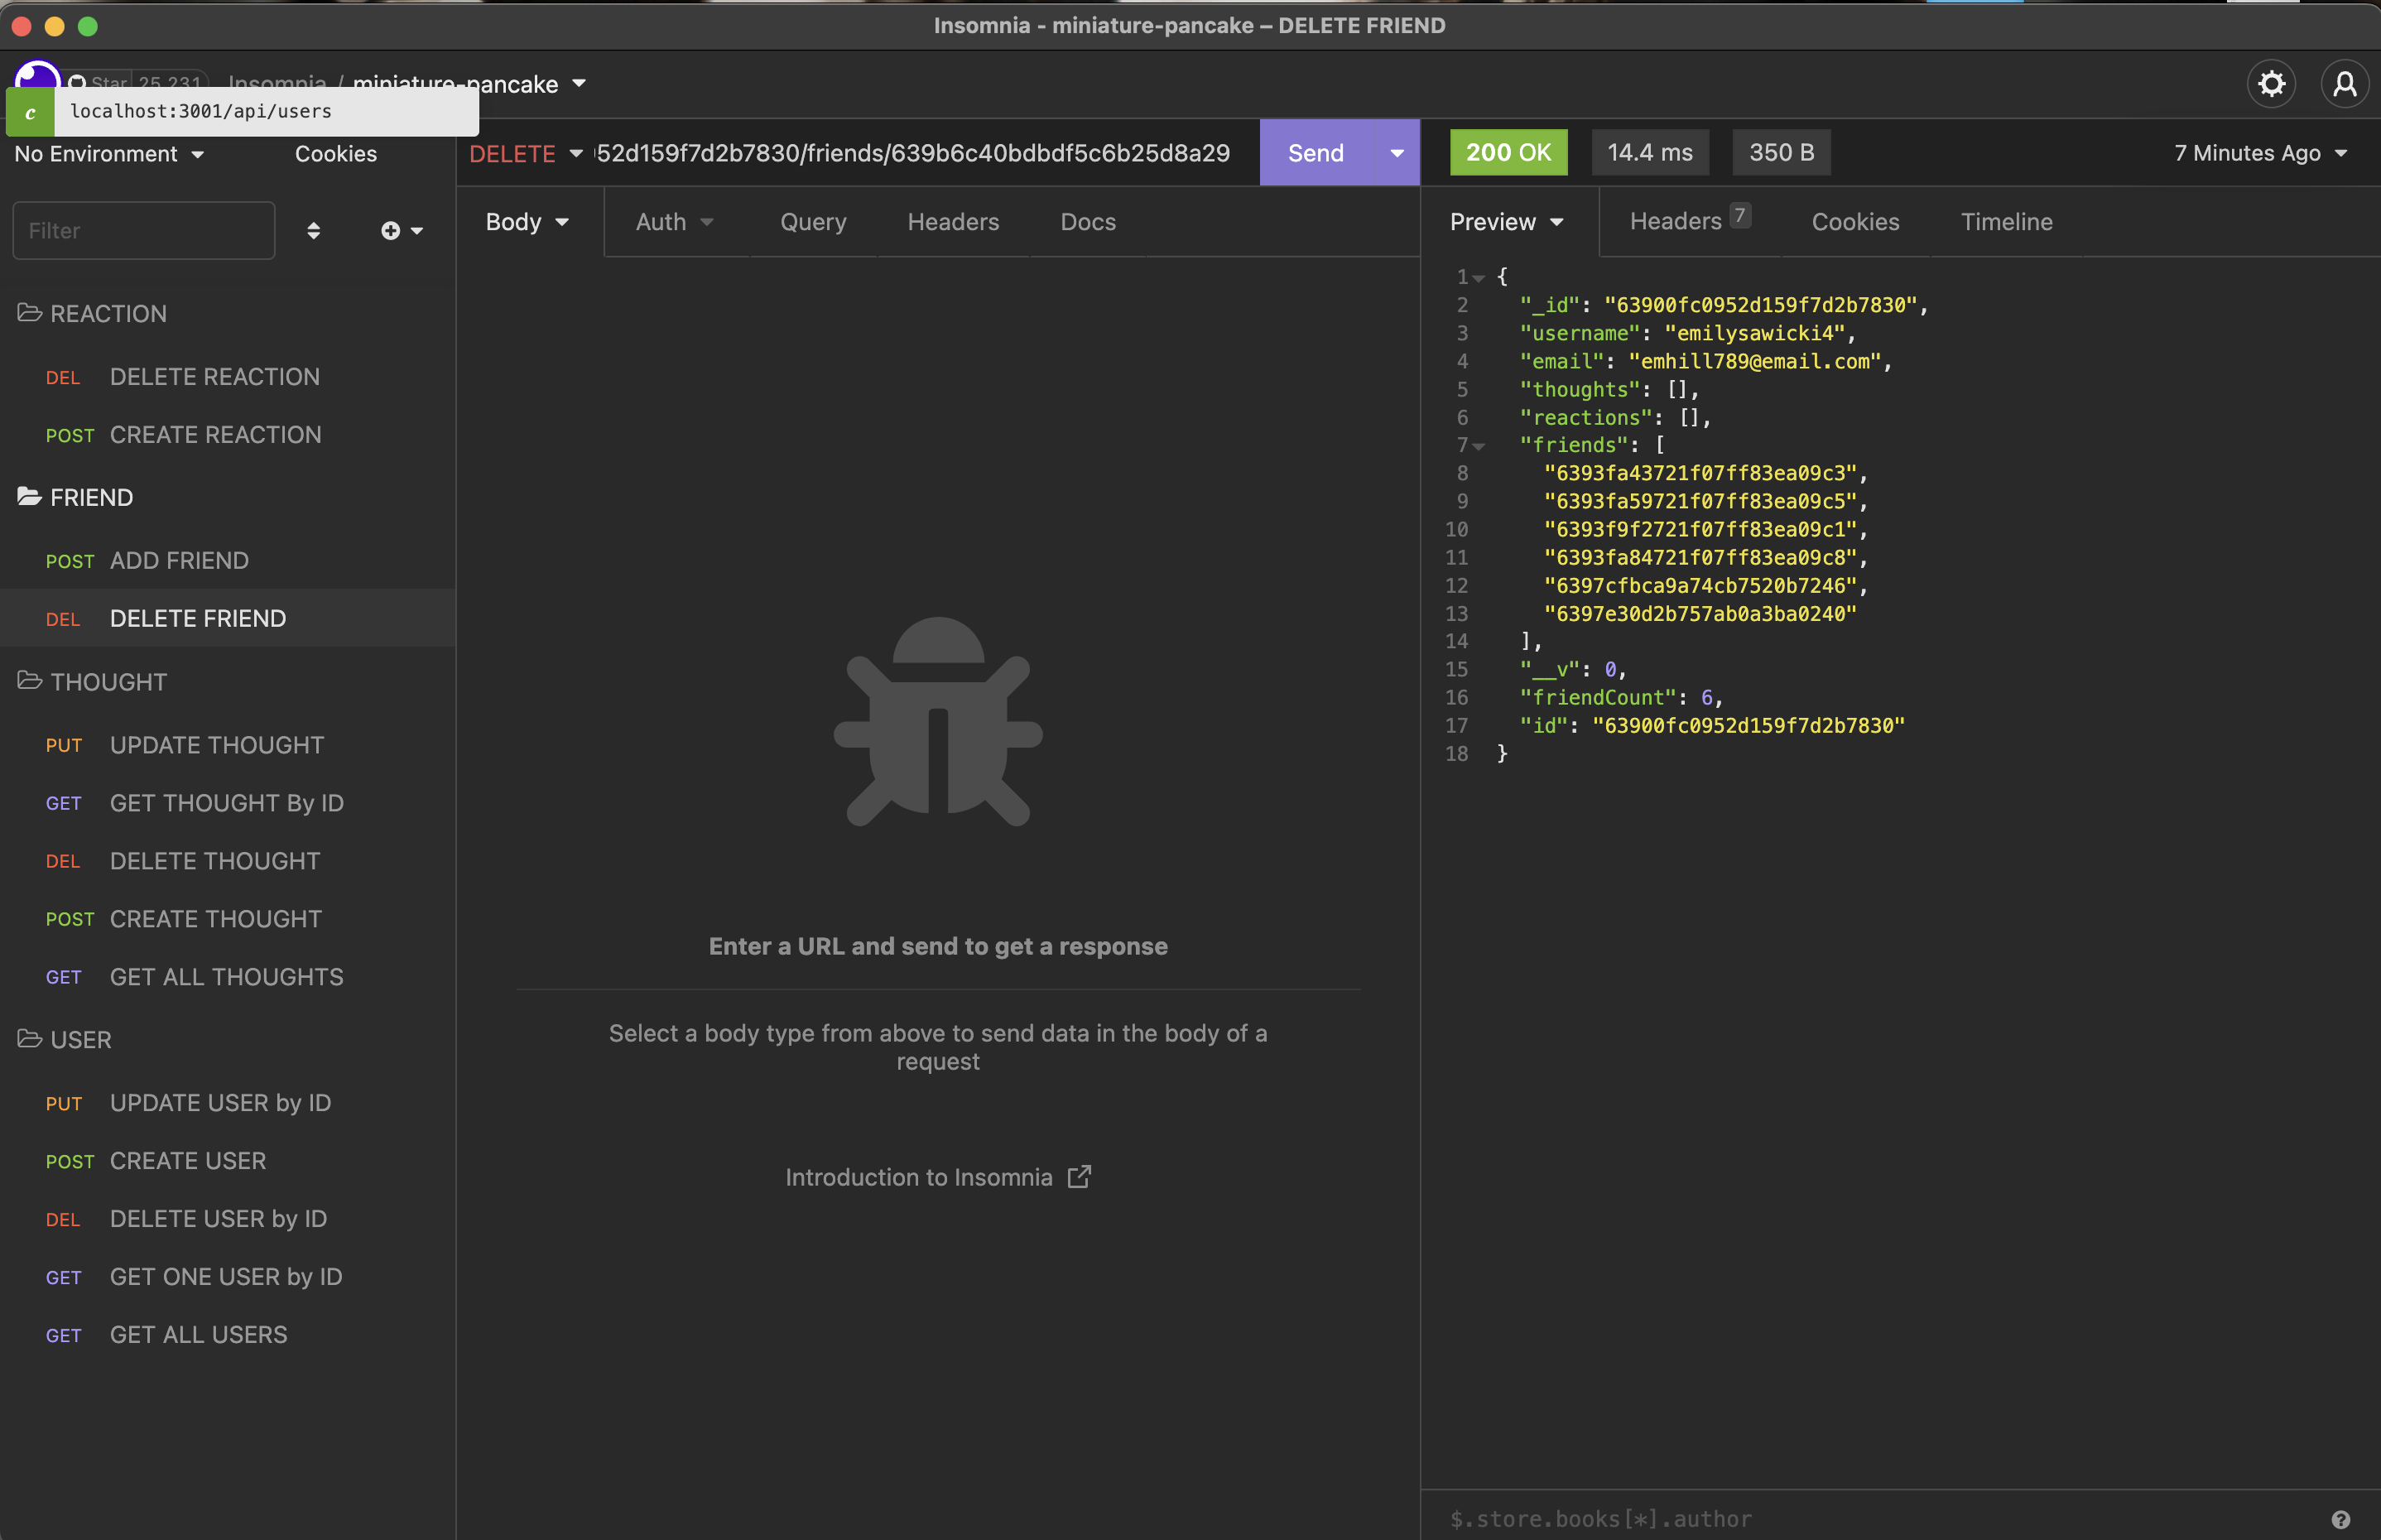 Insomnia - miniature-pancake – DELETE FRIEND
Star 25,231 Insomnia / miniature-pancake
c localhost:3001/api/users
No Environment Cookies
DELETE 52d159f7d2b7830/friends/639b6c40bdbdf5c6b25d8a29 Send
200 OK 14.4 ms 350 B 7 Minutes Ago
Filter
REACTION
DEL DELETE REACTION
POST CREATE REACTION
FRIEND
POST ADD FRIEND
DEL DELETE FRIEND
THOUGHT
PUT UPDATE THOUGHT
GET GET THOUGHT By ID
DEL DELETE THOUGHT
POST CREATE THOUGHT
GET GET ALL THOUGHTS
USER
PUT UPDATE USER by ID
POST CREATE USER
DEL DELETE USER by ID
GET GET ONE USER by ID
GET GET ALL USERS
Body Auth Query Headers Docs
Enter a URL and send to get a response
Select a body type from above to send data in the body of a
request
Introduction to Insomnia
Preview Headers 7 Cookies Timeline
1 {
2 "_id": "63900fc0952d159f7d2b7830",
3 "username": "emilysawicki4",
4 "email": "emhill789@email.com",
5 "thoughts": [],
6 "reactions": [],
7 "friends": [
8 "6393fa43721f07ff83ea09c3",
9 "6393fa59721f07ff83ea09c5",
10 "6393f9f2721f07ff83ea09c1",
11 "6393fa84721f07ff83ea09c8",
12 "6397cfbca9a74cb7520b7246",
13 "6397e30d2b757ab0a3ba0240"
14 ],
15 "__v": 0,
16 "friendCount": 6,
17 "id": "63900fc0952d159f7d2b7830"
18 }
$.store.books[*].author